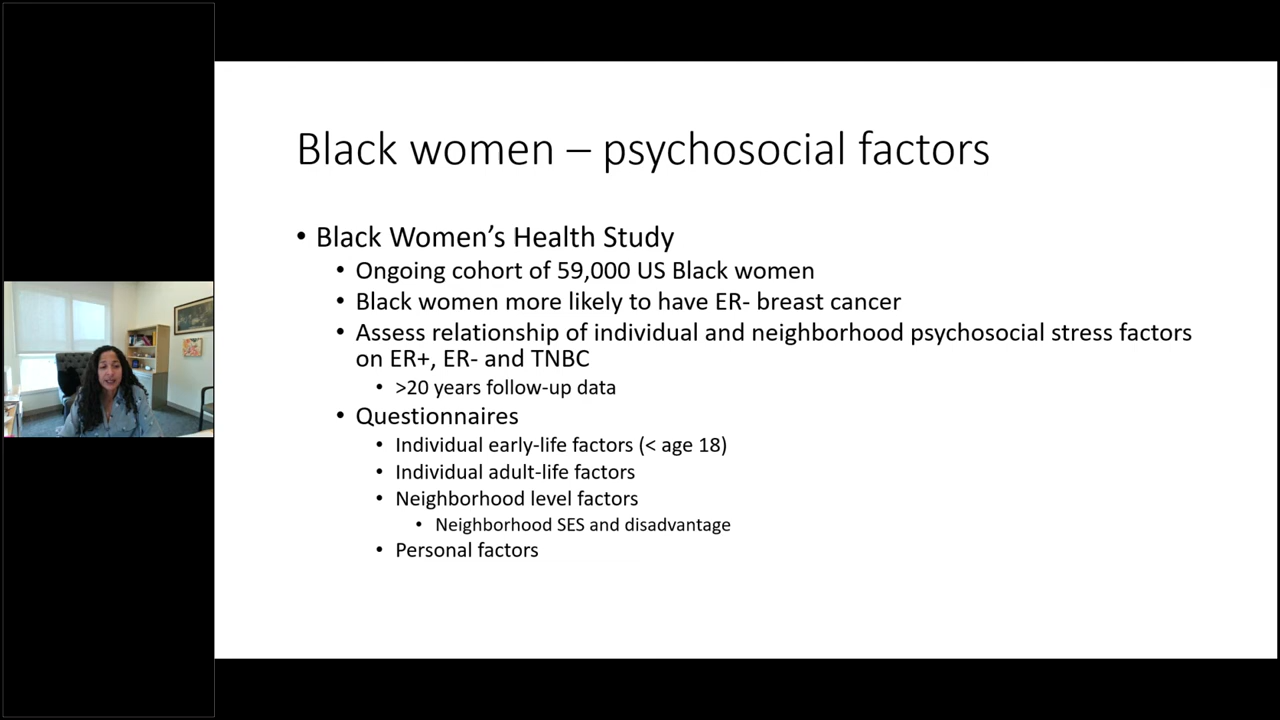 Black women – psychosocial factors
• Black Women’s Health Study
• Ongoing cohort of 59,000 US Black women
• Black women more likely to have ER- breast cancer
• Assess relationship of individual and neighborhood psychosocial stress factors
on ER+, ER- and TNBC
• >20 years follow-up data
• Questionnaires
• Individual early-life factors (< age 18)
• Individual adult-life factors
• Neighborhood level factors
• Neighborhood SES and disadvantage
• Personal factors